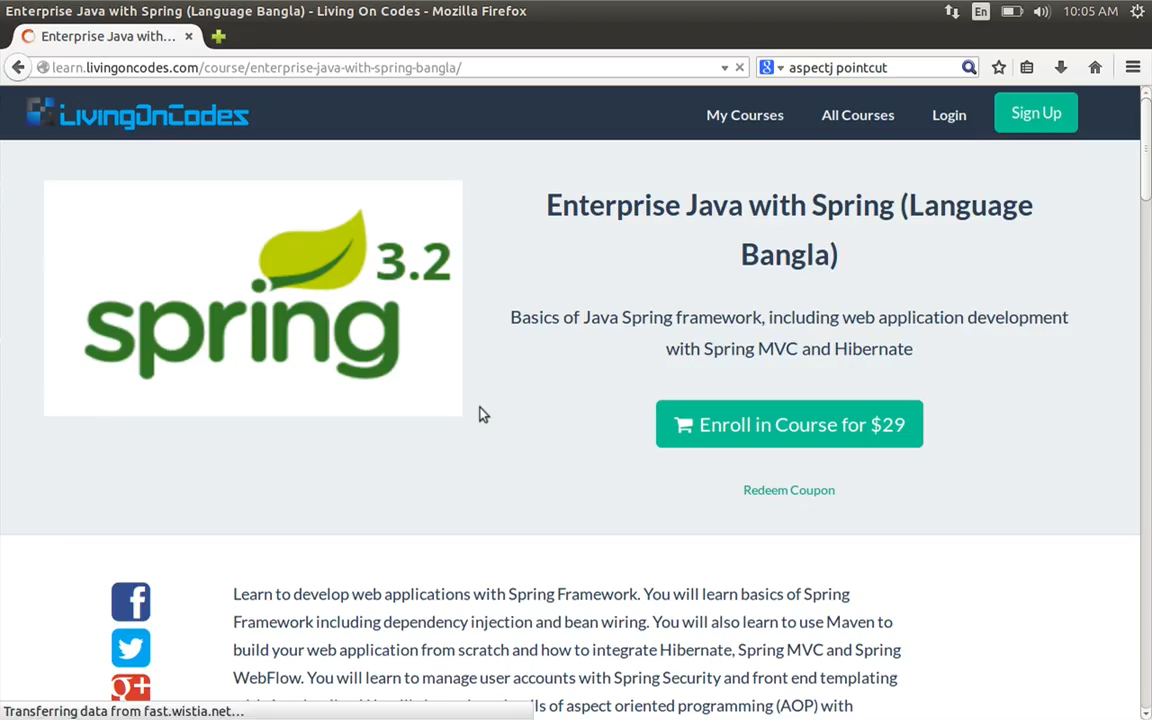 Enterprise Java with Spring (Language Bangla) - Living On Codes - Mozilla Firefox
En
10:05 AM
Enterprise Java with...
learn.livingoncodes.com/course/enterprise-java-with-spring-bangla/
8
aspectj pointcut
LivingOnCodes
My Courses
All Courses
Login
Sign Up
spring 3.2
Enterprise Java with Spring (Language
Bangla)
Basics of Java Spring framework, including web application development
with Spring MVC and Hibernate
Enroll in Course for $29
Redeem Coupon
f
g+
Learn to develop web applications with Spring Framework. You will learn basics of Spring
Framework including dependency injection and bean wiring. You will also learn to use Maven to
build your web application from scratch and how to integrate Hibernate, Spring MVC and Spring
WebFlow. You will learn to manage user accounts with Spring Security and front end templating
of aspect oriented programming (AOP) with
Transferring data from fast.wistia.net...